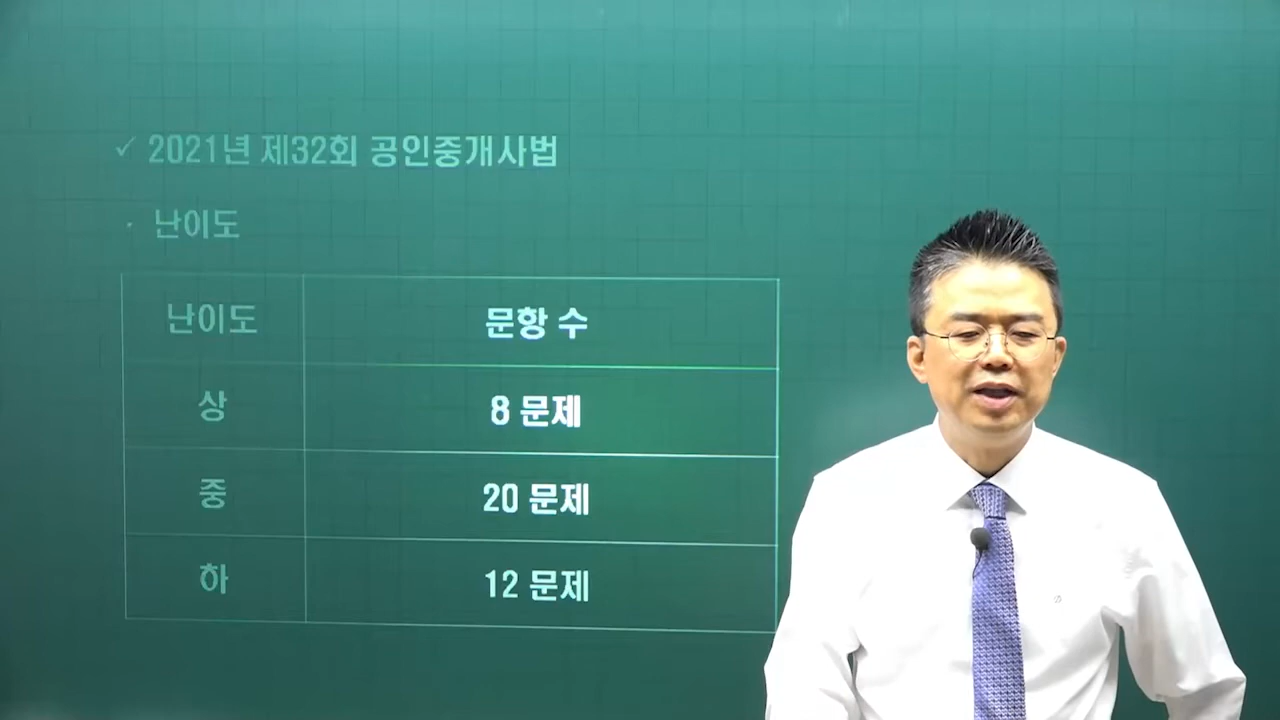 ✓ 2021년 제32회 공인중개사법
· 난이도
난이도 문항 수
상 8 문제
중 20 문제
하 12 문제